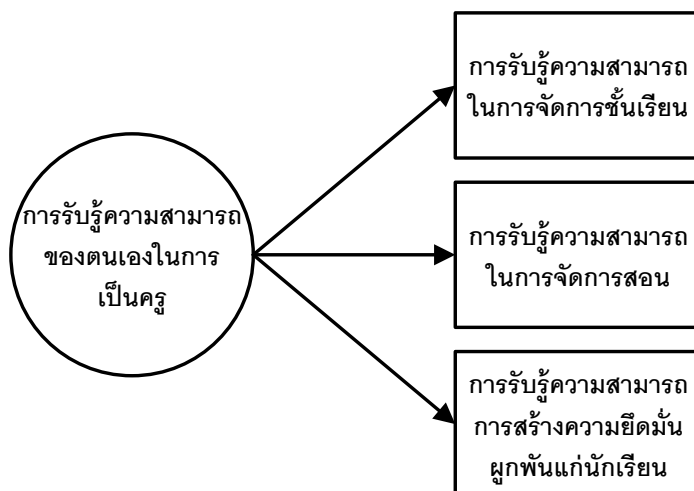 การรับรู้ความสามารถ
ของตนเองในการ
เป็นครู
การรับรู้ความสามารถ
ในการจัดการชั้นเรียน
การรับรู้ความสามารถ
ในการจัดการสอน
การรับรู้ความสามารถ
การสร้างความยึดมั่น
ผูกพันแก่นักเรียน